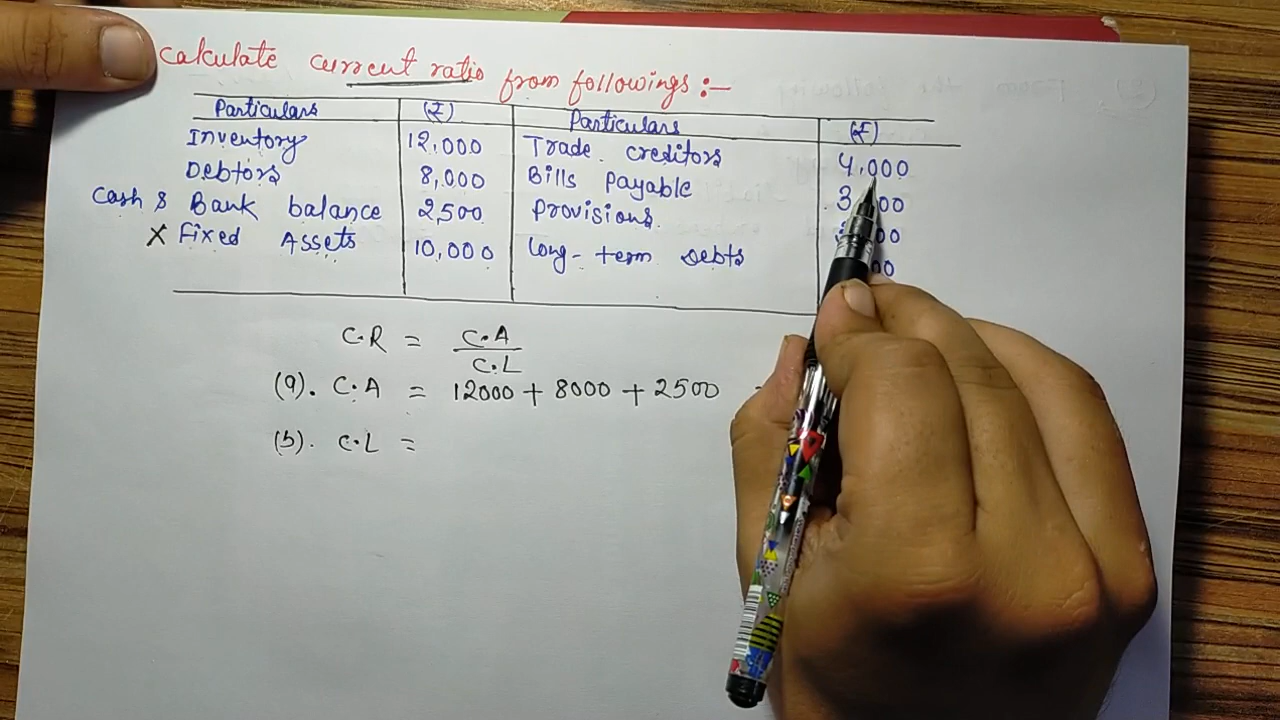 Calculate current ratio from followings :-
Particulars (₹) Particulars (₹)
Inventory 12,000 Trade creditors 4,000
Debtors 8,000 Bills Payable
Cash & Bank balance 2,500 Provisions
X Fixed Assets 10,000 Long-term Debts
C.R = C.A / C.L
(a). C.A = 12000 + 8000 + 2500
(b). C.L =